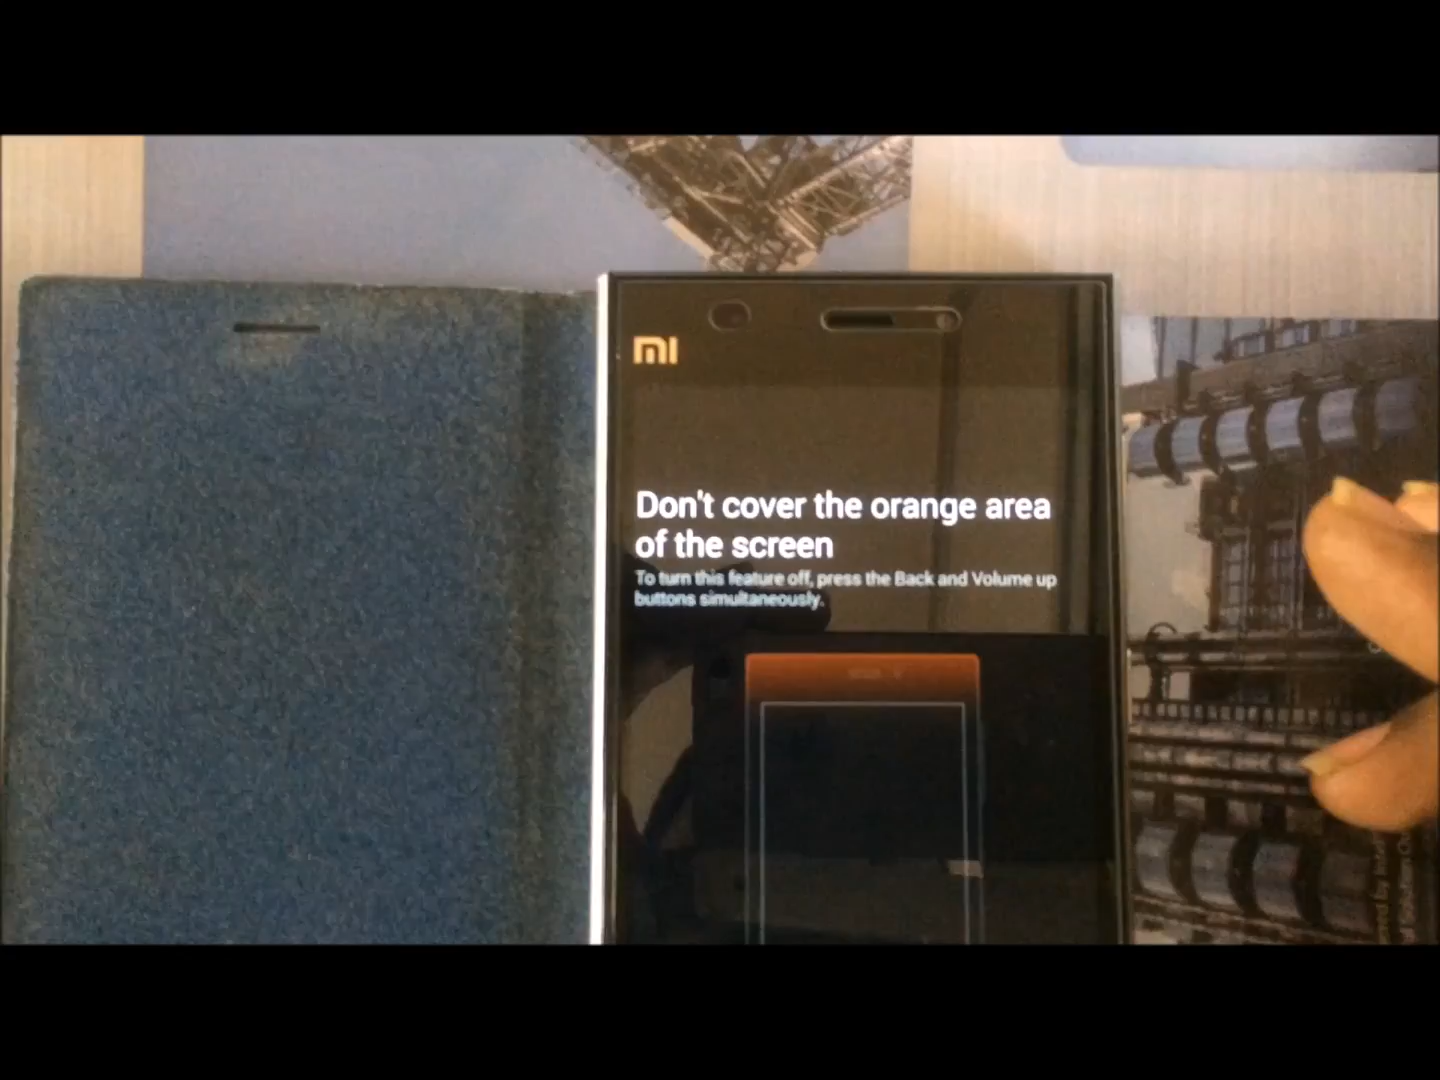 mi
Don't cover the orange area
of the screen
To turn this feature off, press the Back and Volume up
buttons simultaneously.